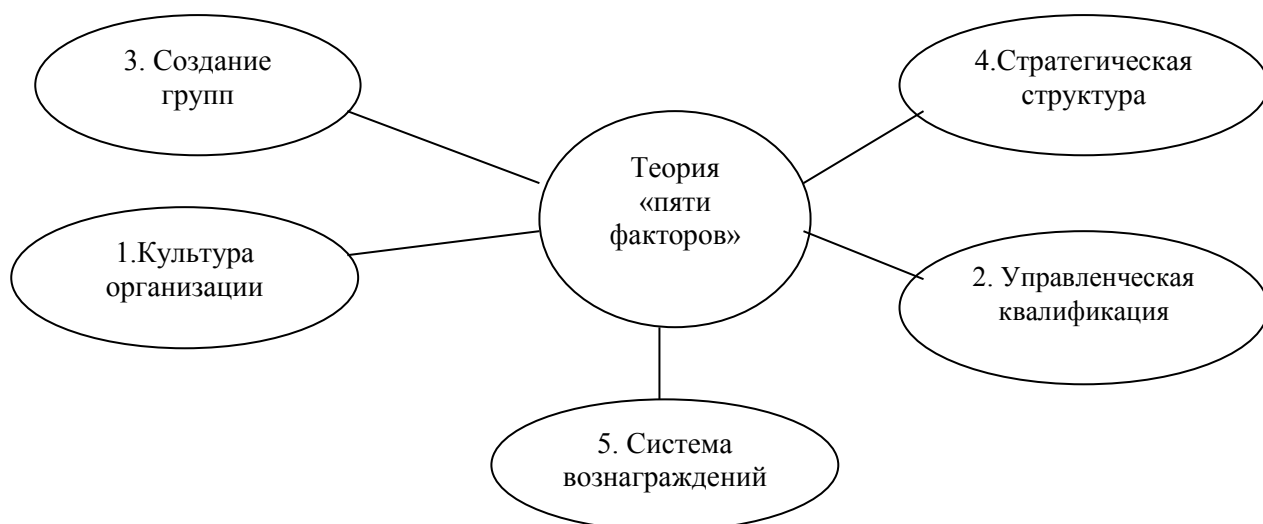 3. Создание
групп
4.Стратегическая
структура
Теория
«пяти
факторов»
1.Культура
организации
2. Управленческая
квалификация
5. Система
вознаграждений